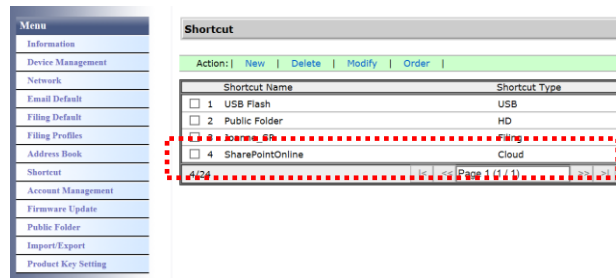 Menu
Information
Device Management
Network
Email Default
Filing Default
Filing Profiles
Address Book
Shortcut
Account Management
Firmware Update
Public Folder
Import/Export
Product Key Setting
Shortcut
Action: | New | Delete | Modify | Order |
Shortcut Name Shortcut Type
1 USB Flash USB
2 Public Folder HD
3 Joanne_SP Filing
4 SharePointOnline Cloud
4/24 |< << Page 1 (1 / 1) >> >|